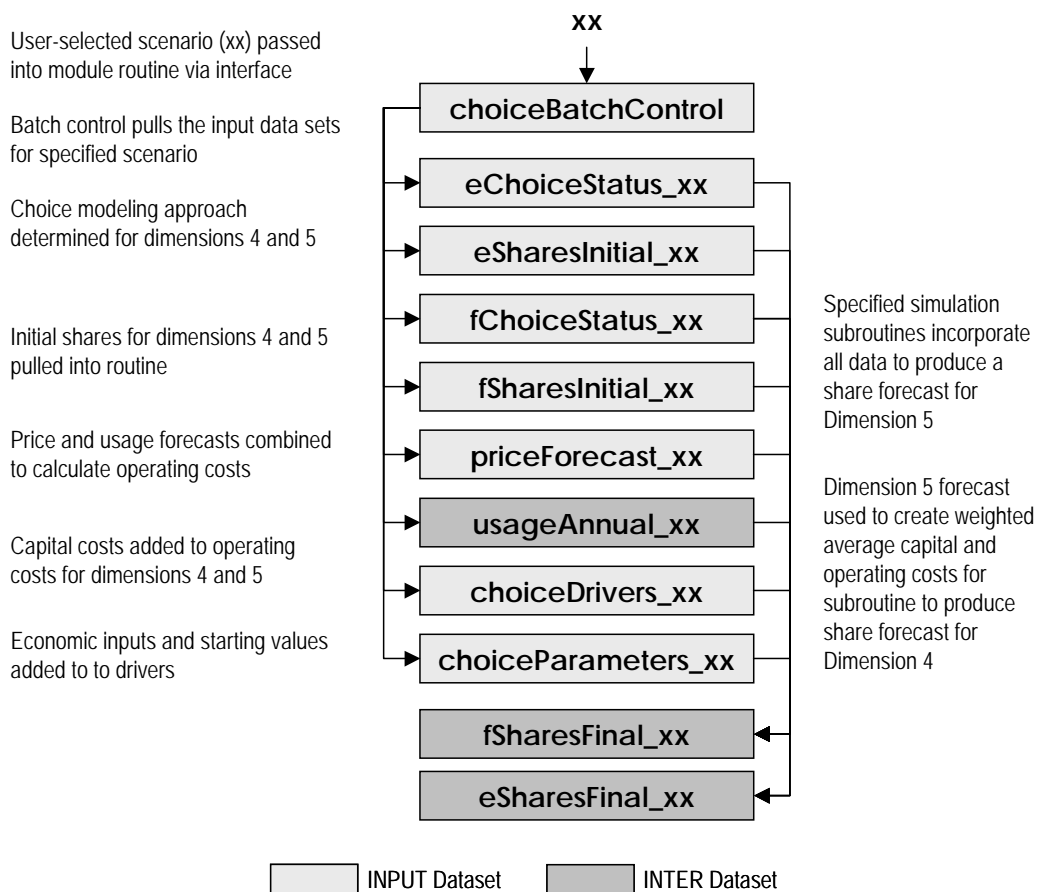 xx
User-selected scenario (xx) passed
into module routine via interface
choiceBatchControl
Batch control pulls the input data sets
for specified scenario
eChoiceStatus_xx
Choice modeling approach
determined for dimensions 4 and 5
eSharesInitial_xx
fChoiceStatus_xx
Initial shares for dimensions 4 and 5
pulled into routine
fSharesInitial_xx
Price and usage forecasts combined
to calculate operating costs
priceForecast_xx
usageAnnual_xx
Capital costs added to operating
costs for dimensions 4 and 5
choiceDrivers_xx
Economic inputs and starting values
added to to drivers
choiceParameters_xx
Specified simulation
subroutines incorporate
all data to produce a
share forecast for
Dimension 5
Dimension 5 forecast
used to create weighted
average capital and
operating costs for
subroutine to produce
share forecast for
Dimension 4
fSharesFinal_xx
eSharesFinal_xx
INPUT Dataset
INTER Dataset